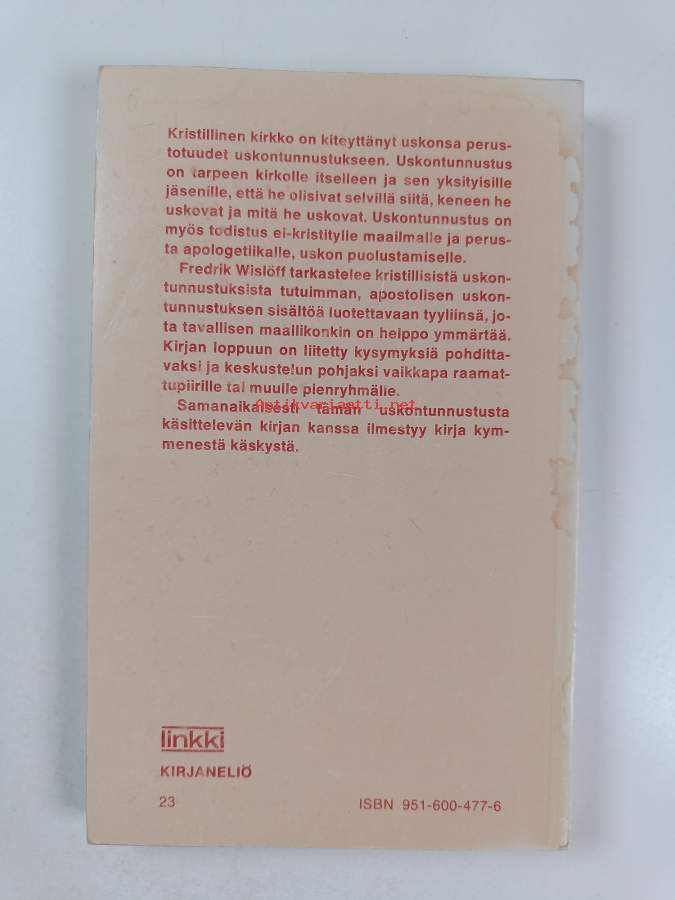 Kristillinen kirkko on kiteyttänyt uskonsa perus-
totuudet uskontunnustukseen. Uskontunnustus
on tarpeen kirkolle itselleen ja sen yksityisille
jäsenille, että he olisivat selvillä siitä, keneen he
uskovat ja mitä he uskovat. Uskontunnustus on
myös todistus ei-kristitylle maailmalle ja perus-
ta apologetiikalle, uskon puolustamiselle.
Fredrik Wislöff tarkastelee kristillisistä uskon-
tunnustuksista tutuimman, apostolisen uskon-
tunnustuksen sisältöä luotettavaan tyyliinsä, jo-
ta tavallisen maallikonkin on helppo ymmärtää.
Kirjan loppuun on liitetty kysymyksiä pohditta-
vaksi ja keskustelun pohjaksi vaikkapa raamat-
tupiirille tai muulle pienryhmälle.
Antikvariaatti.net
Samanaikaisesti tämän uskontunnustusta
käsittelevän kirjan kanssa ilmestyy kirja kym-
menestä käskystä.
linkki
KIRJANELIÖ
23 ISBN 951-600-477-6